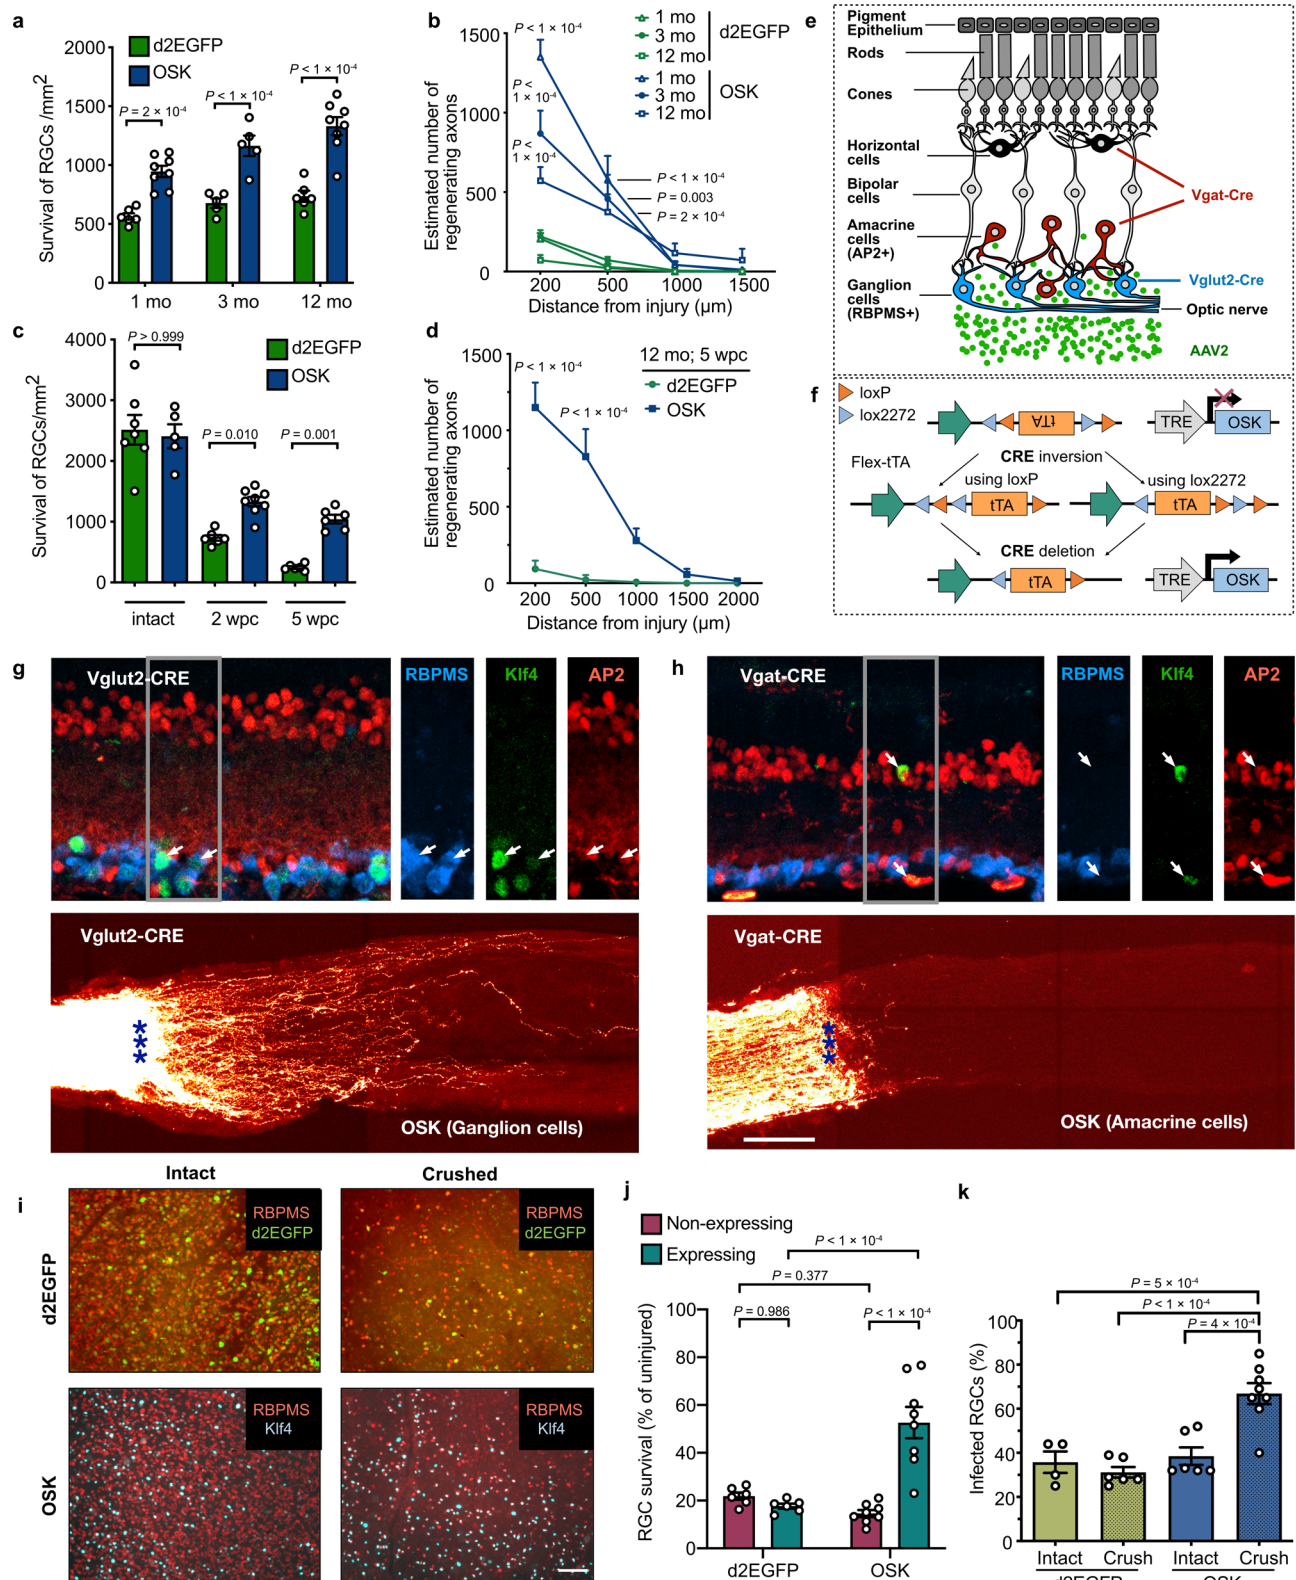 a
d2EGFP
OSK
Survival of RGCs /mm2
2000
1500
1000
500
0
P = 2 × 10-4
P < 1 × 10-4
P < 1 × 10-4
1 mo
3 mo
12 mo
b
Estimated number of
regenerating axons
1500
1000
500
0
P < 1 × 10-4
P <
1 × 10-4
P <
1 × 10-4
1 mo
3 mo
12 mo
d2EGFP
1 mo
3 mo
12 mo
OSK
P < 1 × 10-4
P = 0.003
P = 2 × 10-4
200
500
1000
1500
Distance from injury (µm)
c
Survival of RGCs/mm2
4000
3000
2000
1000
0
P > 0.999
d2EGFP
OSK
P = 0.010
P = 0.001
intact
2 wpc
5 wpc
d
Estimated number of
regenerating axons
1500
1000
500
0
12 mo; 5 wpc
d2EGFP
OSK
P < 1 × 10-4
P < 1 × 10-4
200
500
1000
1500
2000
Distance from injury (µm)
e
Pigment
Epithelium
Rods
Cones
Horizontal
cells
Bipolar
cells
Amacrine
cells
(AP2+)
Ganglion
cells
(RBPMS+)
Vgat-Cre
Vglut2-Cre
Optic nerve
AAV2
f
loxP
lox2272
tTA
TRE
OSK
Flex-tTA
CRE inversion
using loxP
using lox2272
tTA
tTA
CRE deletion
tTA
TRE
OSK
g
Vglut2-CRE
RBPMS
Klf4
AP2
Vglut2-CRE
***
OSK (Ganglion cells)
h
Vgat-CRE
RBPMS
Klf4
AP2
Vgat-CRE
***
OSK (Amacrine cells)
i
Intact
Crushed
d2EGFP
RBPMS
d2EGFP
RBPMS
d2EGFP
OSK
RBPMS
Klf4
RBPMS
Klf4
j
Non-expressing
Expressing
P < 1 × 10-4
P = 0.377
P = 0.986
P < 1 × 10-4
RGC survival (% of uninjured)
100
80
60
40
20
0
d2EGFP
OSK
k
P = 5 × 10-4
P < 1 × 10-4
P = 4 × 10-4
Infected RGCs (%)
100
80
60
40
20
0
Intact
Crush
Intact
Crush
d2EGFP
OSK